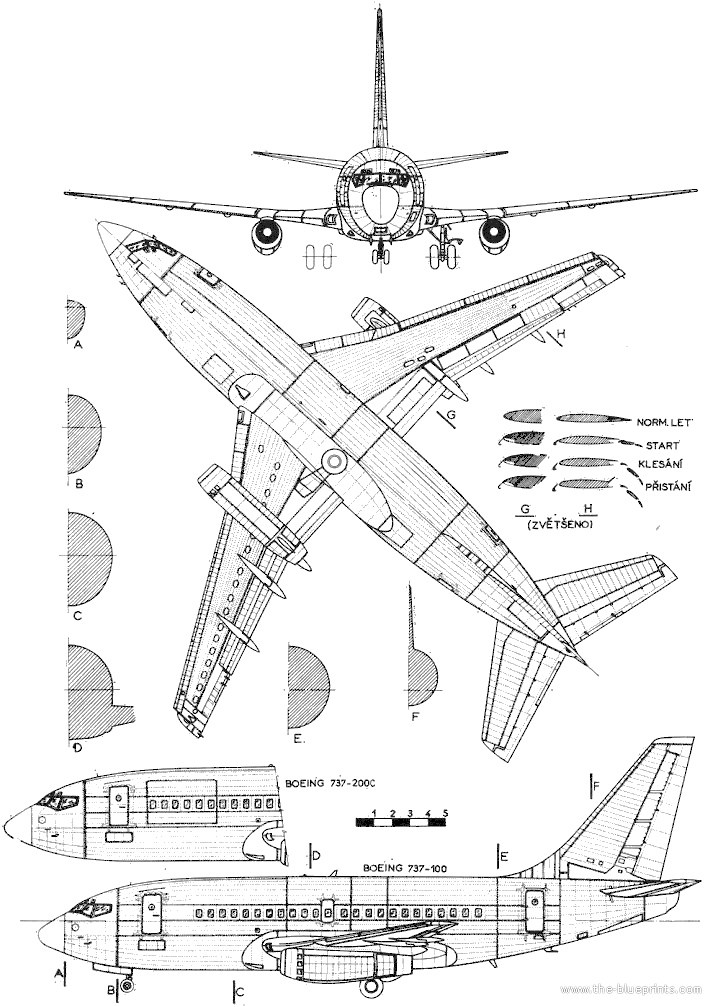 A
H
G
B
NORM. LET
START
KLESÁNÍ
PŘISTÁNÍ
G H
(ZVĚTŠENO)
C
D
E.
F
BOEING 737-200C
1 2 3 4 5
F
D
E
BOEING 737-100
A
B
C
www.the-blueprints.com